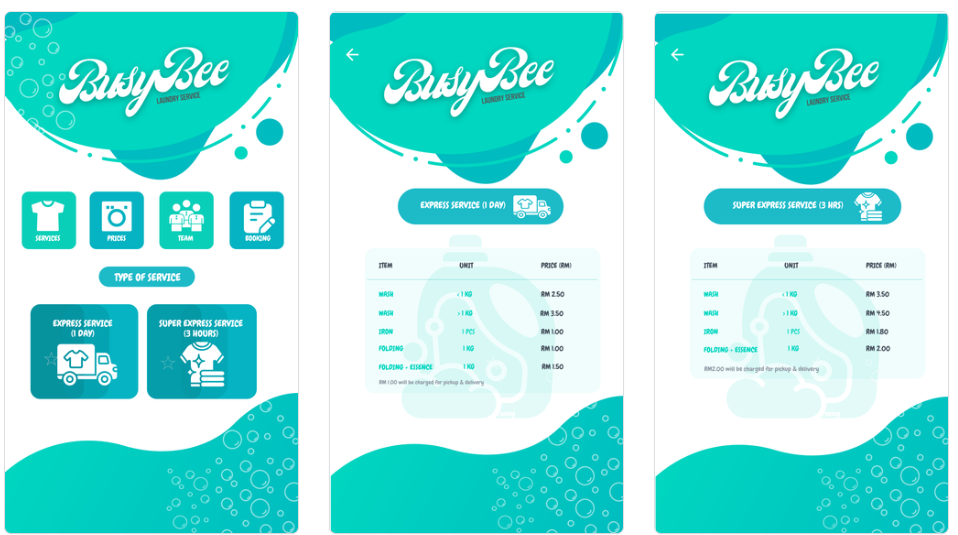 BusyBee
LAUNDRY SERVICE
SERVICES PRICES TEAM BOOKING
TYPE OF SERVICE
EXPRESS SERVICE
(1 DAY)
SUPER EXPRESS SERVICE
(3 HOURS)
BusyBee
LAUNDRY SERVICE
EXPRESS SERVICE (1 DAY)
ITEM UNIT PRICE (RM)
WASH < 1 KG RM 2.50
WASH > 1 KG RM 3.50
IRON 1 PCS RM 1.00
FOLDING 1 KG RM 1.00
FOLDING + ESSENCE 1 KG RM 1.50
RM 1.00 will be charged for pickup & delivery
BusyBee
LAUNDRY SERVICE
SUPER EXPRESS SERVICE (3 HRS)
ITEM UNIT PRICE (RM)
WASH < 1 KG RM 3.50
WASH > 1 KG RM 4.50
IRON 1 PCS RM 1.80
FOLDING + ESSENCE 1 KG RM 2.00
RM2.00 will be charged for pickup & delivery